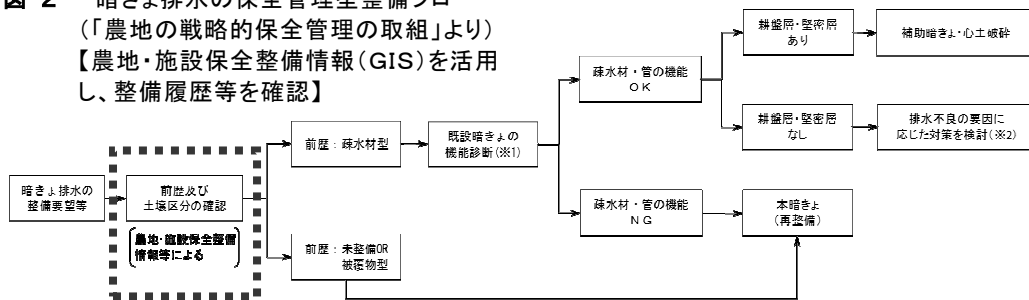 図 2 暗きょ排水の保全管理型整備フロー
(「農地の戦略的保全管理の取組」より)
【農地・施設保全整備情報(GIS)を活用
し、整備履歴等を確認】
耕盤層・堅密層
あり
補助暗きょ・心土破砕
疎水材・管の機能
OK
耕盤層・堅密層
なし
排水不良の要因に
応じた対策を検討(※2)
前歴:疎水材型
既設暗きょの
機能診断(※1)
暗きょ排水の
整備要望等
前歴及び
土壌区分の確認
農地・施設保全整備
情報等による
疎水材・管の機能
NG
本暗きょ
(再整備)
前歴:未整備OR
被覆物型